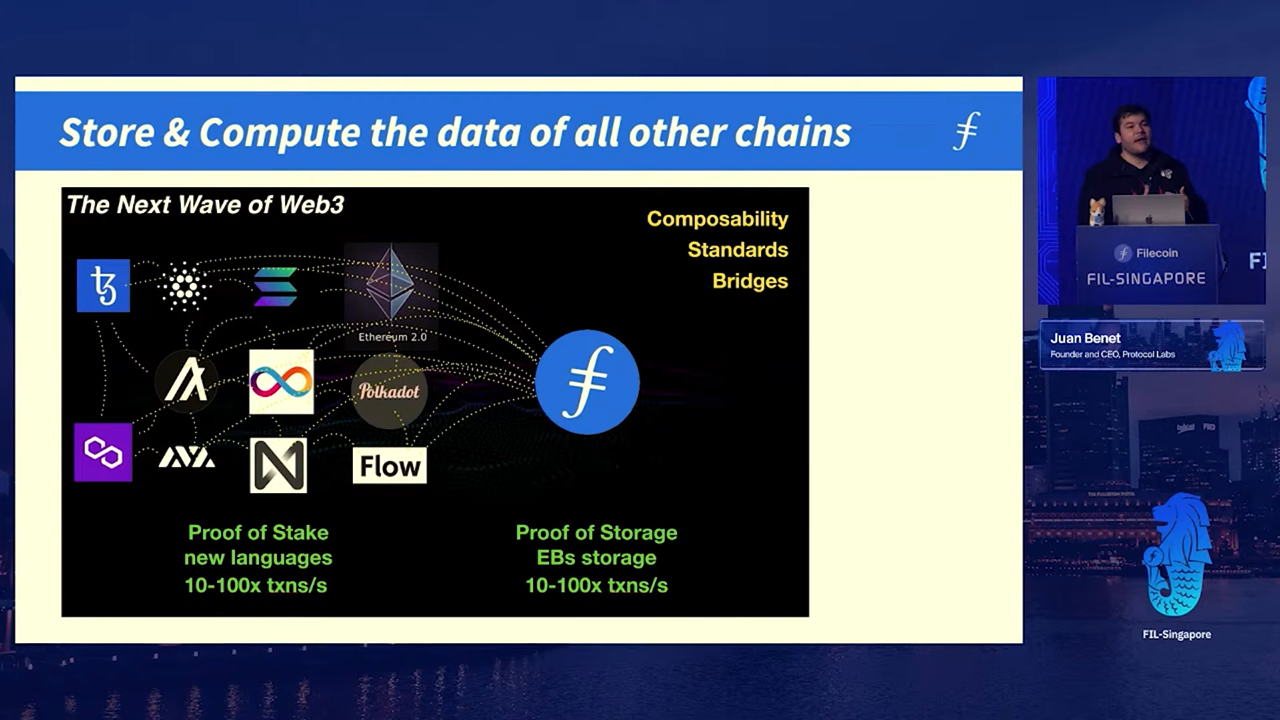 Store & Compute the data of all other chains
The Next Wave of Web3
Composability
Standards
Bridges
Ethereum 2.0
Polkadot
Flow
Proof of Stake
new languages
10-100x txns/s
Proof of Storage
EBs storage
10-100x txns/s
Filecoin
FIL-SINGAPORE
FI
Juan Benet
Founder and CEO, Protocol Labs
FIL-Singapore